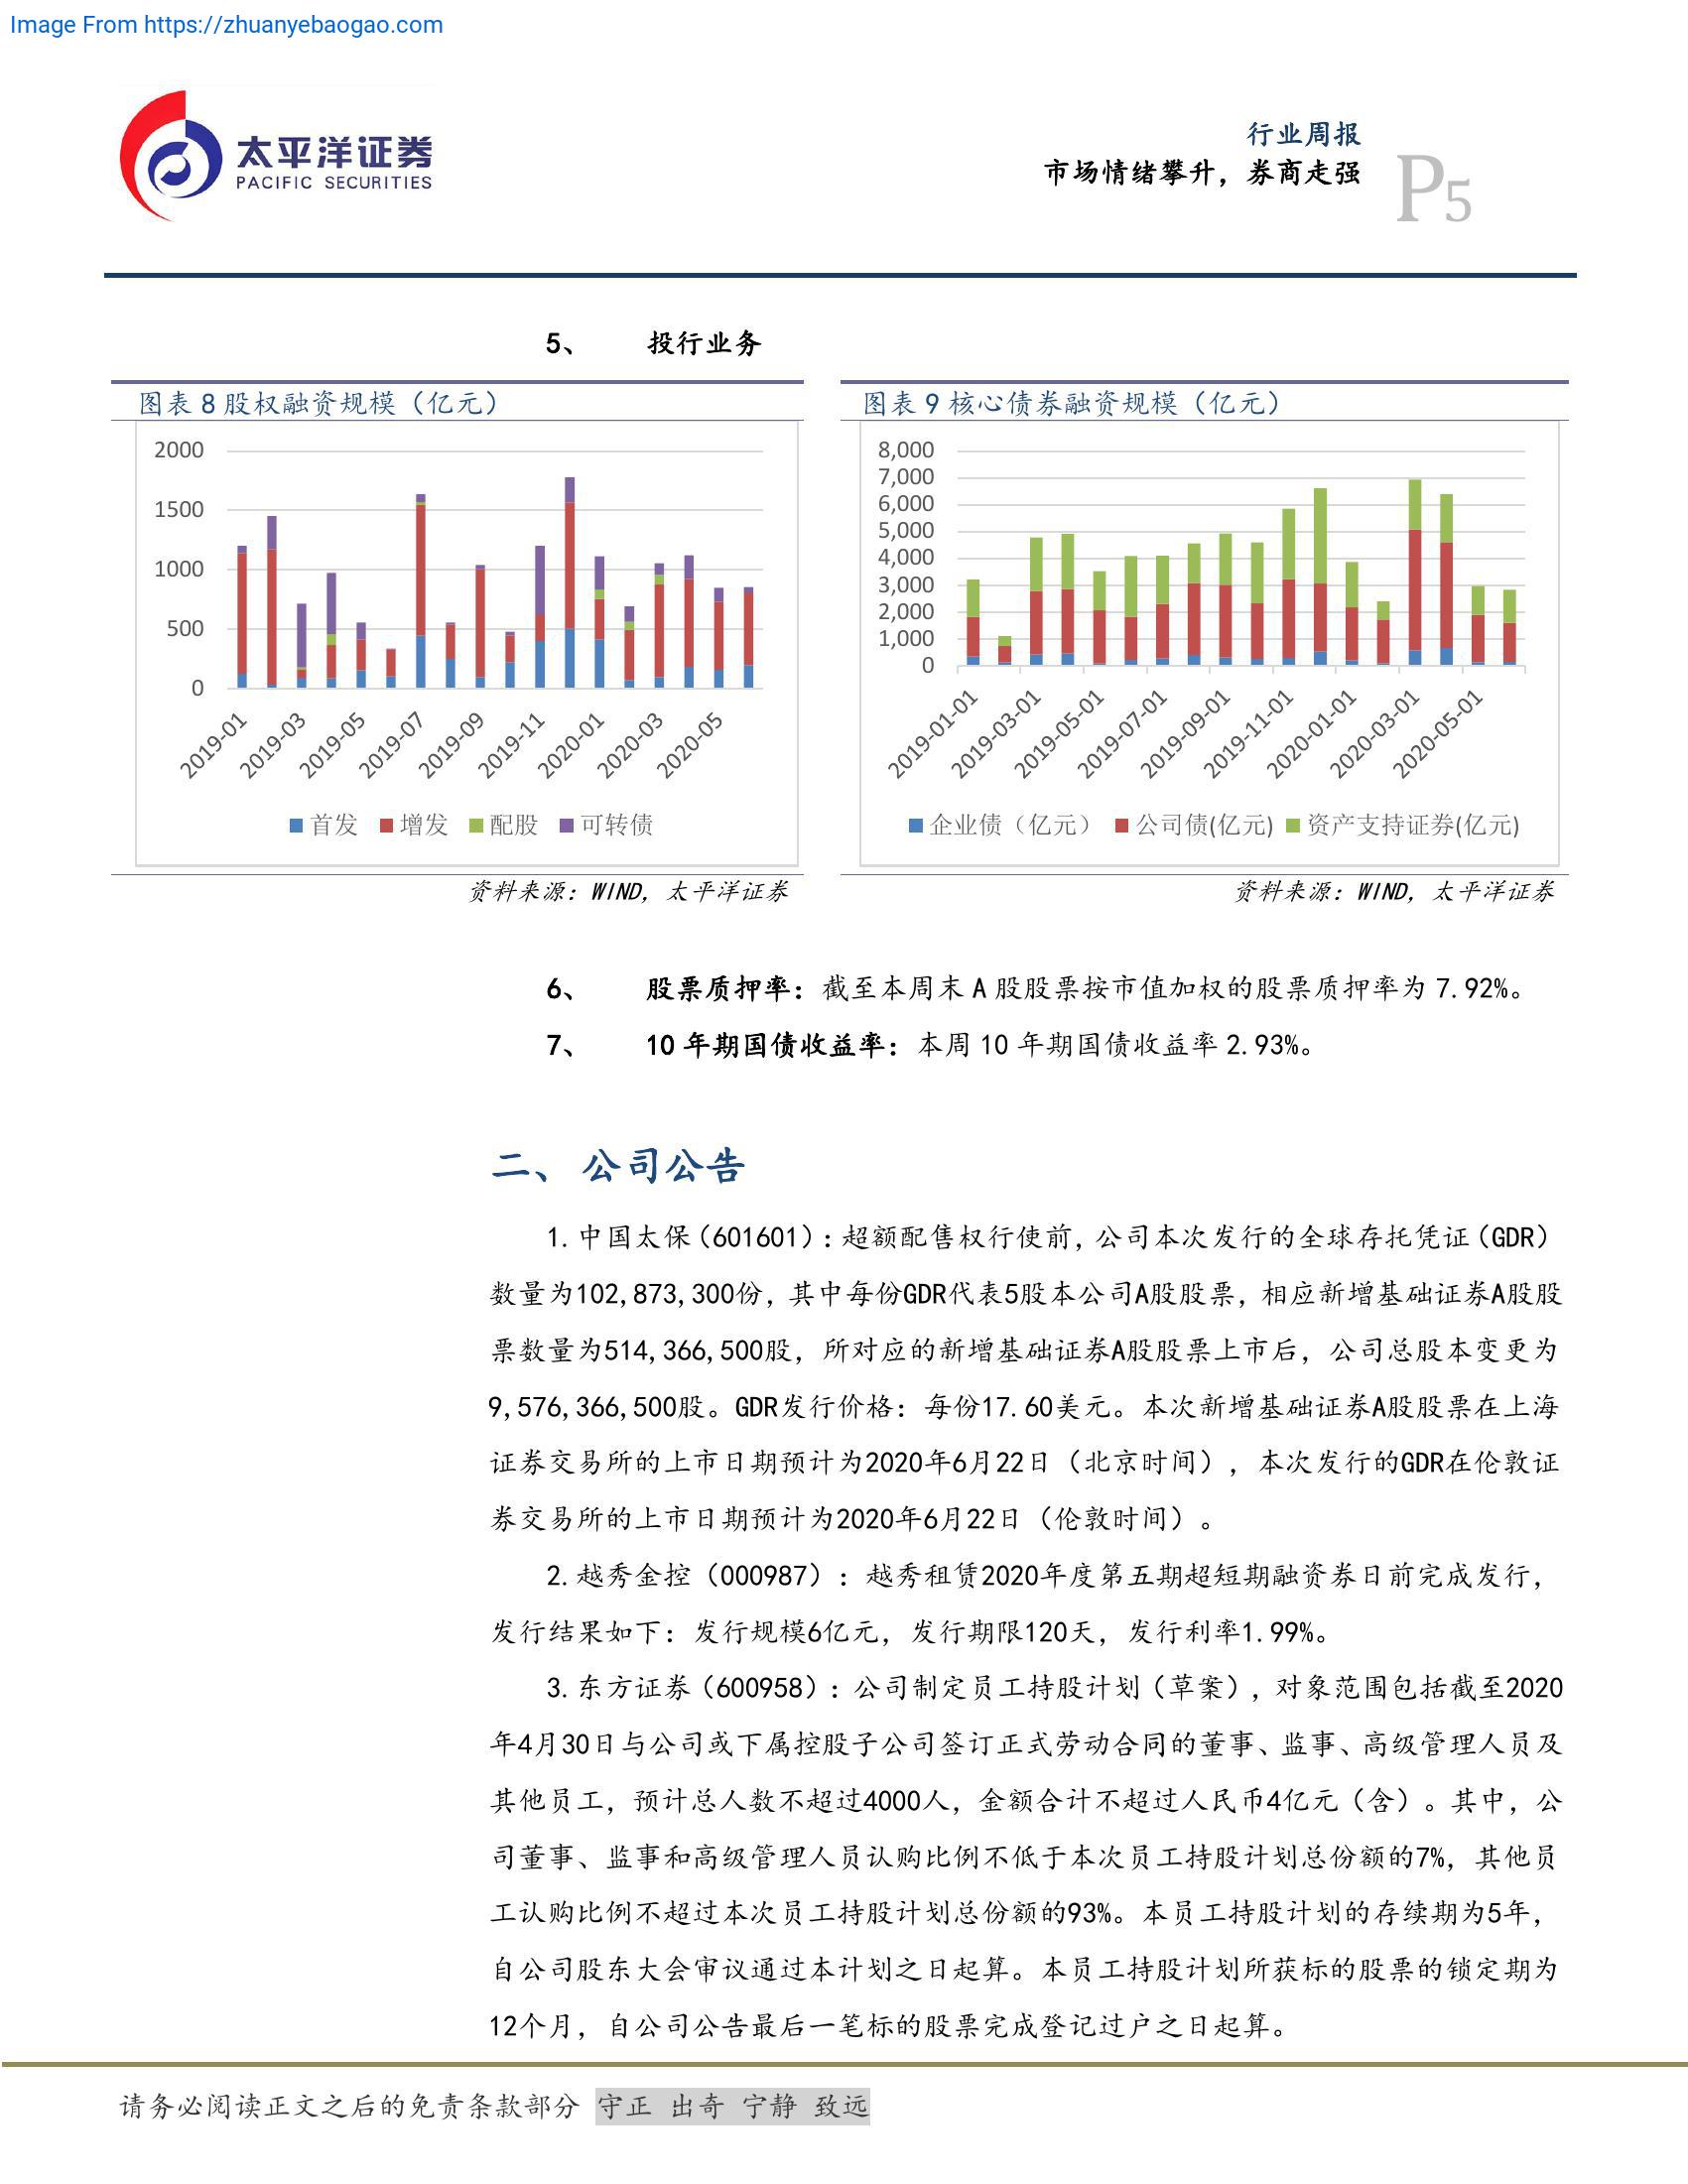 Image From https://zhuanyebaogao.com
太平洋证券
PACIFIC SECURITIES
行业周报
市场情绪攀升，券商走强
P5
5、 投行业务
图表 8 股权融资规模（亿元）
2000
1500
1000
500
0
2019-01
2019-03
2019-05
2019-07
2019-09
2019-11
2020-01
2020-03
2020-05
首发 增发 配股 可转债
资料来源：WIND，太平洋证券
图表 9 核心债券融资规模（亿元）
8,000
7,000
6,000
5,000
4,000
3,000
2,000
1,000
0
2019-01-01
2019-03-01
2019-05-01
2019-07-01
2019-09-01
2019-11-01
2020-01-01
2020-03-01
2020-05-01
企业债（亿元） 公司债(亿元) 资产支持证券(亿元)
资料来源：WIND，太平洋证券
6、 股票质押率：截至本周末 A 股股票按市值加权的股票质押率为 7.92%。
7、 10 年期国债收益率：本周 10 年期国债收益率 2.93%。
二、 公司公告
1.中国太保（601601）：超额配售权行使前，公司本次发行的全球存托凭证（GDR）
数量为102,873,300份，其中每份GDR代表5股本公司A股股票，相应新增基础证券A股股
票数量为514,366,500股，所对应的新增基础证券A股股票上市后，公司总股本变更为
9,576,366,500股。GDR发行价格：每份17.60美元。本次新增基础证券A股股票在上海
证券交易所的上市日期预计为2020年6月22日（北京时间），本次发行的GDR在伦敦证
券交易所的上市日期预计为2020年6月22日（伦敦时间）。
2.越秀金控（000987）：越秀租赁2020年度第五期超短期融资券日前完成发行，
发行结果如下：发行规模6亿元，发行期限120天，发行利率1.99%。
3.东方证券（600958）：公司制定员工持股计划（草案），对象范围包括截至2020
年4月30日与公司或下属控股子公司签订正式劳动合同的董事、监事、高级管理人员及
其他员工，预计总人数不超过4000人，金额合计不超过人民币4亿元（含）。其中，公
司董事、监事和高级管理人员认购比例不低于本次员工持股计划总份额的7%，其他员
工认购比例不超过本次员工持股计划总份额的93%。本员工持股计划的存续期为5年，
自公司股东大会审议通过本计划之日起算。本员工持股计划所获标的股票的锁定期为
12个月，自公司公告最后一笔标的股票完成登记过户之日起算。
请务必阅读正文之后的免责条款部分 守正 出奇 宁静 致远